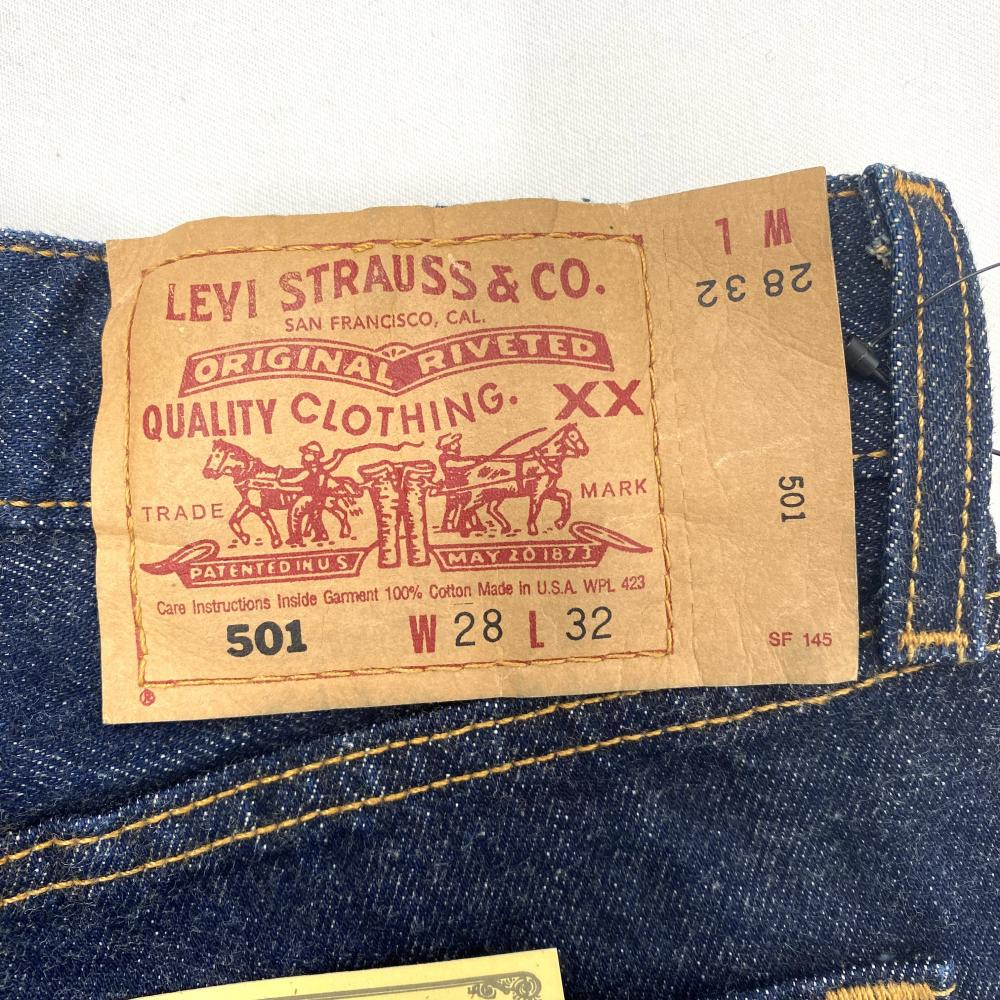 LEVI STRAUSS & CO.
SAN FRANCISCO, CAL.
ORIGINAL RIVETED
QUALITY CLOTHING. XX
TRADE MARK
PATENTED IN U S MAY 20 1873
Care Instructions Inside Garment 100% Cotton Made in U.S.A. WPL 423
501 W 28 L 32
®
W L
28 32
501
SF 145